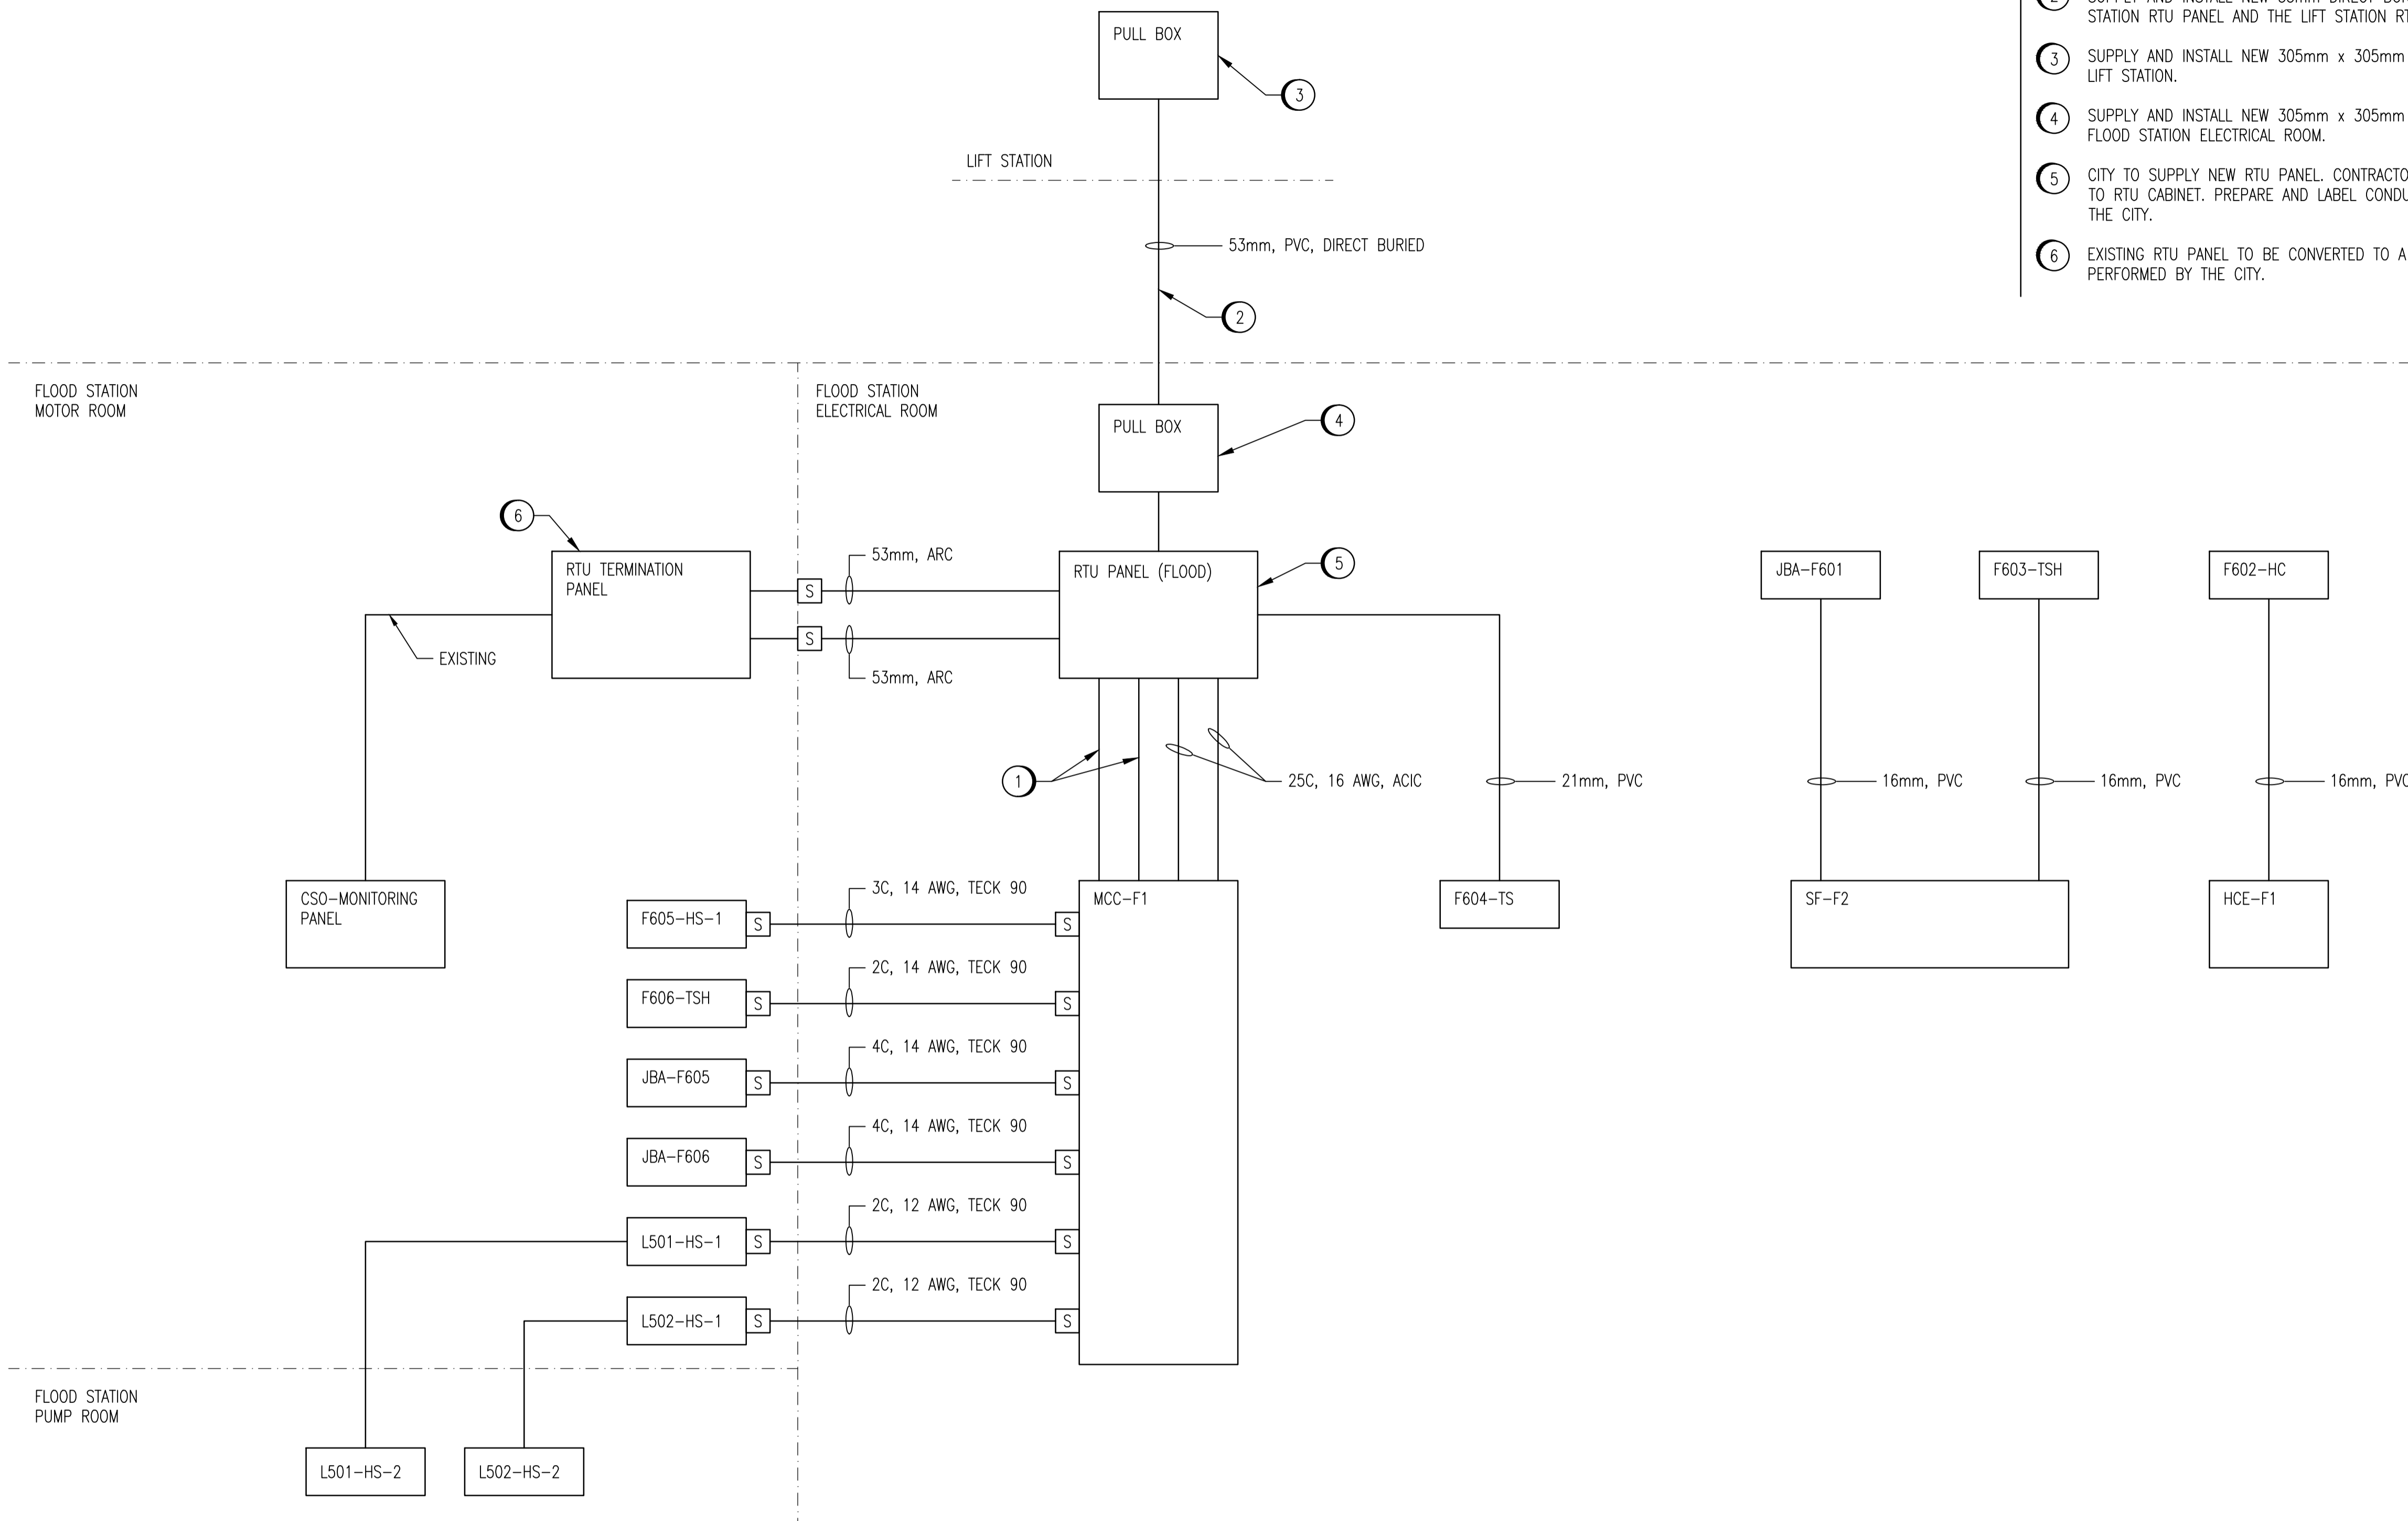 PULL BOX
3
LIFT STATION
53mm, PVC, DIRECT BURIED
2
STATION RTU PANEL AND THE LIFT STATION
3 SUPPLY AND INSTALL NEW 305mm x 305mm
LIFT STATION.
4 SUPPLY AND INSTALL NEW 305mm x 305mm
FLOOD STATION ELECTRICAL ROOM.
5 CITY TO SUPPLY NEW RTU PANEL.
TO RTU CABINET. PREPARE AND LABEL
THE CITY.
6 EXISTING RTU PANEL TO BE CONVERTED TO A
PERFORMED BY THE CITY.
FLOOD STATION
MOTOR ROOM
FLOOD STATION
ELECTRICAL ROOM
PULL BOX
4
6
RTU TERMINATION
PANEL
S
53mm, ARC
S
53mm, ARC
RTU PANEL (FLOOD)
5
JBA-F601
F603-TSH
F602-HC
EXISTING
1
25C, 16 AWG, ACIC
21mm, PVC
16mm, PVC
16mm, PVC
16mm,
CSO-MONITORING
PANEL
F605-HS-1
S
3C, 14 AWG, TECK 90
S
MCC-F1
F604-TS
SF-F2
HCE-F1
F606-TSH
S
2C, 14 AWG, TECK 90
S
JBA-F605
S
4C, 14 AWG, TECK 90
S
JBA-F606
S
4C, 14 AWG, TECK 90
S
L501-HS-1
S
2C, 12 AWG, TECK 90
S
L502-HS-1
S
2C, 12 AWG, TECK 90
S
FLOOD STATION
PUMP ROOM
L501-HS-2
L502-HS-2